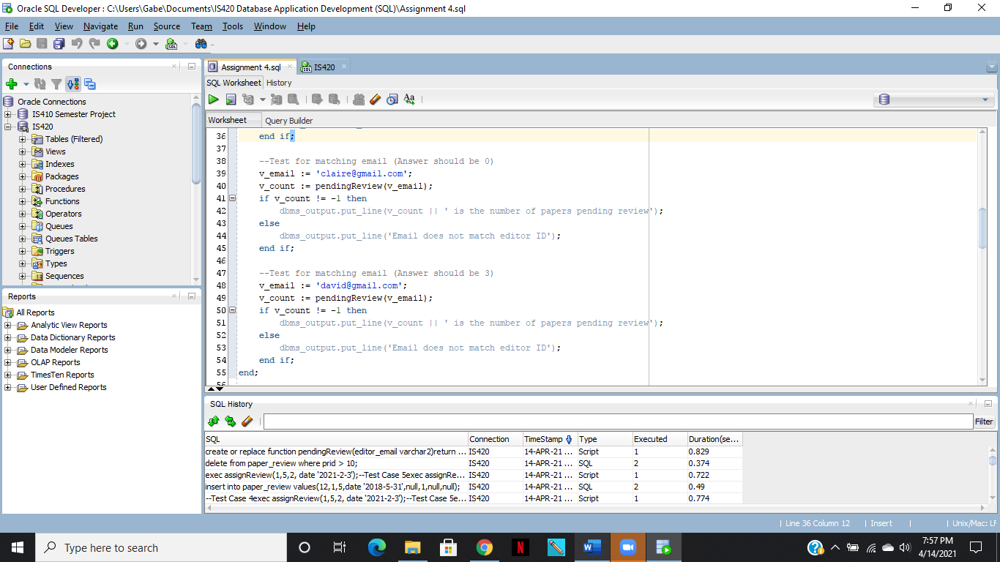 Oracle SQL Developer : C:\Users\Gabe\Documents\IS420 Database Application Development (SQL)\Assignment 4.sql
File Edit View Navigate Run Source Team Tools Window Help
Connections
Oracle Connections
IS410 Semester Project
IS420
Tables (Filtered)
Views
Indexes
Packages
Procedures
Functions
Operators
Queues
Queues Tables
Triggers
Types
Sequences
Reports
All Reports
Analytic View Reports
Data Dictionary Reports
Data Modeler Reports
OLAP Reports
TimesTen Reports
User Defined Reports
Assignment 4.sql IS420
SQL Worksheet History
Worksheet Query Builder
36 end if;
37
38 --Test for matching email (Answer should be 0)
39 v_email := 'claire@gmail.com';
40 v_count := pendingReview(v_email);
41 if v_count != -1 then
42 dbms_output.put_line(v_count || ' is the number of papers pending review');
43 else
44 dbms_output.put_line('Email does not match editor ID');
45 end if;
46
47 --Test for matching email (Answer should be 3)
48 v_email := 'david@gmail.com';
49 v_count := pendingReview(v_email);
50 if v_count != -1 then
51 dbms_output.put_line(v_count || ' is the number of papers pending review');
52 else
53 dbms_output.put_line('Email does not match editor ID');
54 end if;
55 end;
56
SQL History
Filter
SQL Connection TimeStamp Type Executed Duration(se...
create or replace function pendingReview(editor_email varchar2)return ... IS420 14-APR-21 ... Script 1 0.829
delete from paper_review where prid > 10; IS420 14-APR-21 ... SQL 2 0.374
exec assignReview(1,5,2, date '2021-2-3');--Test Case 5exec assignRe... IS420 14-APR-21 ... Script 1 0.722
insert into paper_review values(12,1,5,date '2018-5-31',null,1,null,null); IS420 14-APR-21 ... SQL 2 0.49
--Test Case 4exec assignReview(1,5,2, date '2021-2-3');--Test Case 5e... IS420 14-APR-21 ... Script 1 0.774
Line 36 Column 12 Insert Unix/Mac: LF
Type here to search
7:57 PM
4/14/2021